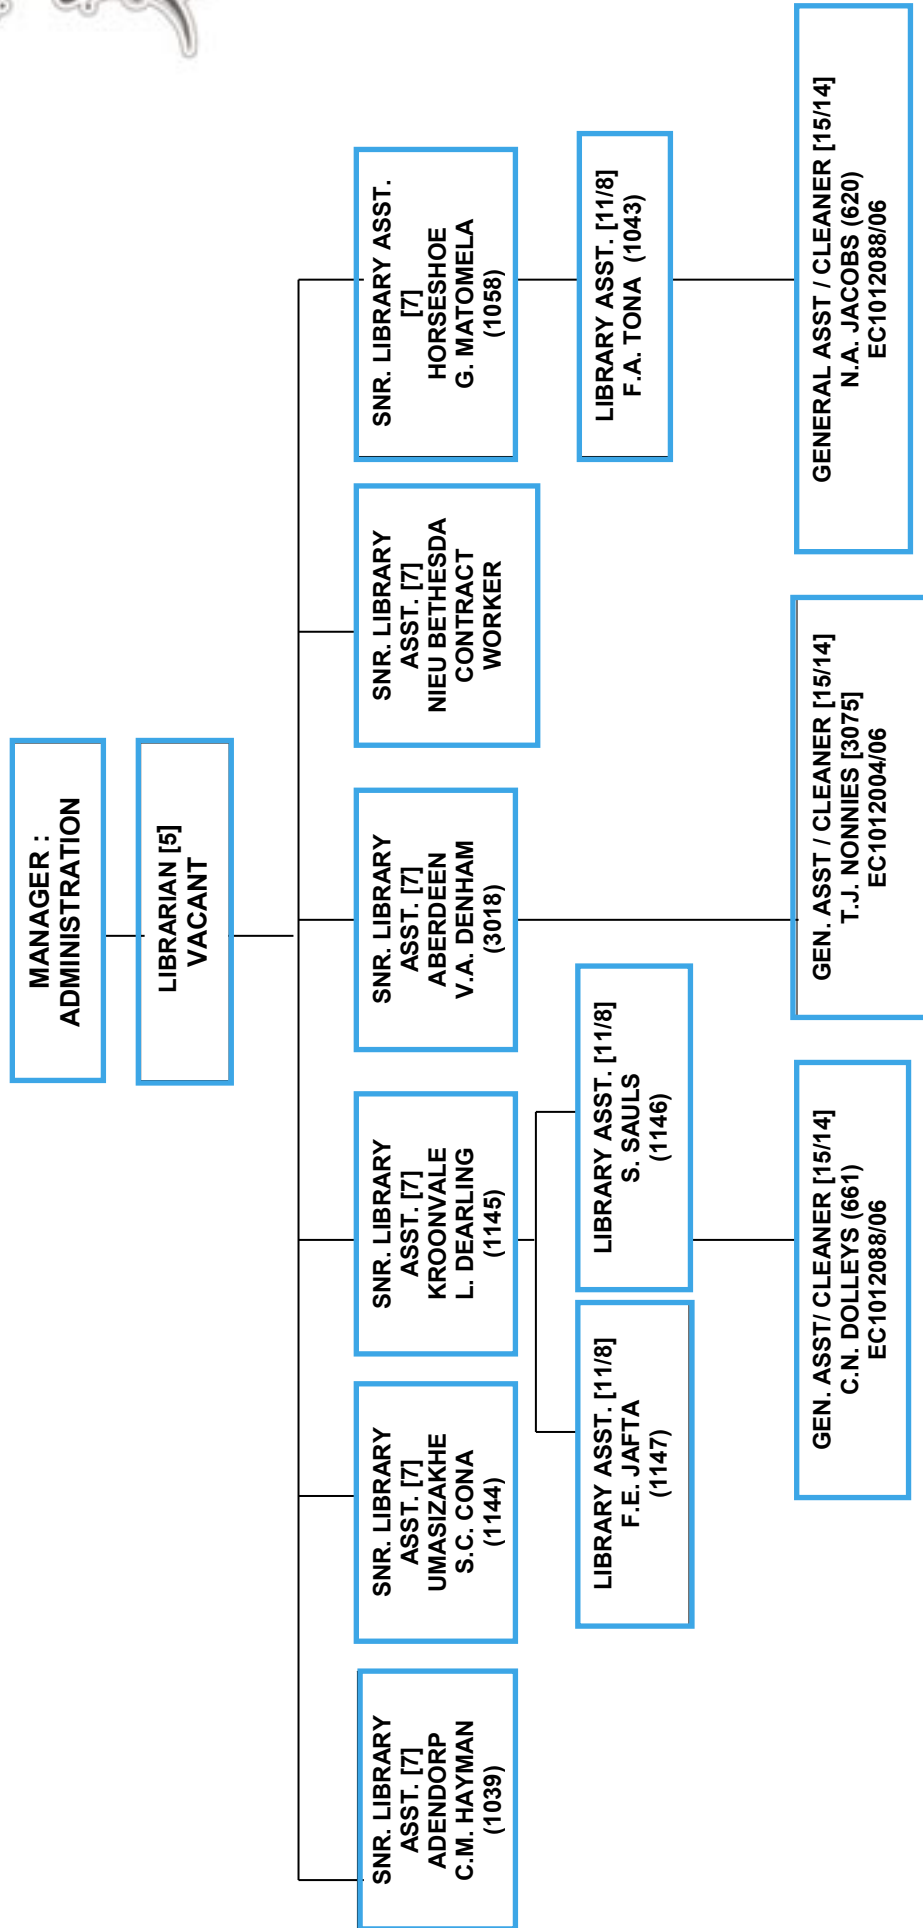 MANAGER :
ADMINISTRATION
LIBRARIAN [5]
VACANT
SNR. LIBRARY
ASST. [7]
ADENDORP
C.M. HAYMAN
(1039)
SNR. LIBRARY
ASST. [7]
UMASIZAKHE
S.C. CONA
(1144)
SNR. LIBRARY
ASST. [7]
KROONVALE
L. DEARLING
(1145)
SNR. LIBRARY
ASST. [7]
ABERDEEN
V.A. DENHAM
(3018)
SNR. LIBRARY
ASST. [7]
NIEU BETHESDA
CONTRACT
WORKER
SNR. LIBRARY ASST.
[7]
HORSESHOE
G. MATOMELA
(1058)
LIBRARY ASST. [11/8]
F.E. JAFTA
(1147)
LIBRARY ASST. [11/8]
S. SAULS
(1146)
LIBRARY ASST. [11/8]
F.A. TONA (1043)
GEN. ASST/ CLEANER [15/14]
C.N. DOLLEYS (661)
EC1012088/06
GEN. ASST / CLEANER [15/14]
T.J. NONNIES [3075]
EC1012004/06
GENERAL ASST / CLEANER [15/14]
N.A. JACOBS (620)
EC1012088/06